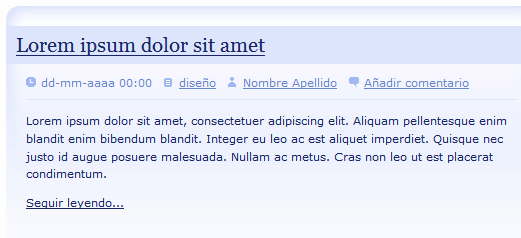 Lorem ipsum dolor sit amet
dd-mm-aaaa 00:00 diseño Nombre Apellido Añadir comentario
Lorem ipsum dolor sit amet, consectetuer adipiscing elit. Aliquam pellentesque enim
blandit enim bibendum blandit. Integer eu leo ac est aliquet imperdiet. Quisque nec
justo id augue posuere malesuada. Nullam ac metus. Cras non leo ut est placerat
condimentum.
Seguir leyendo...